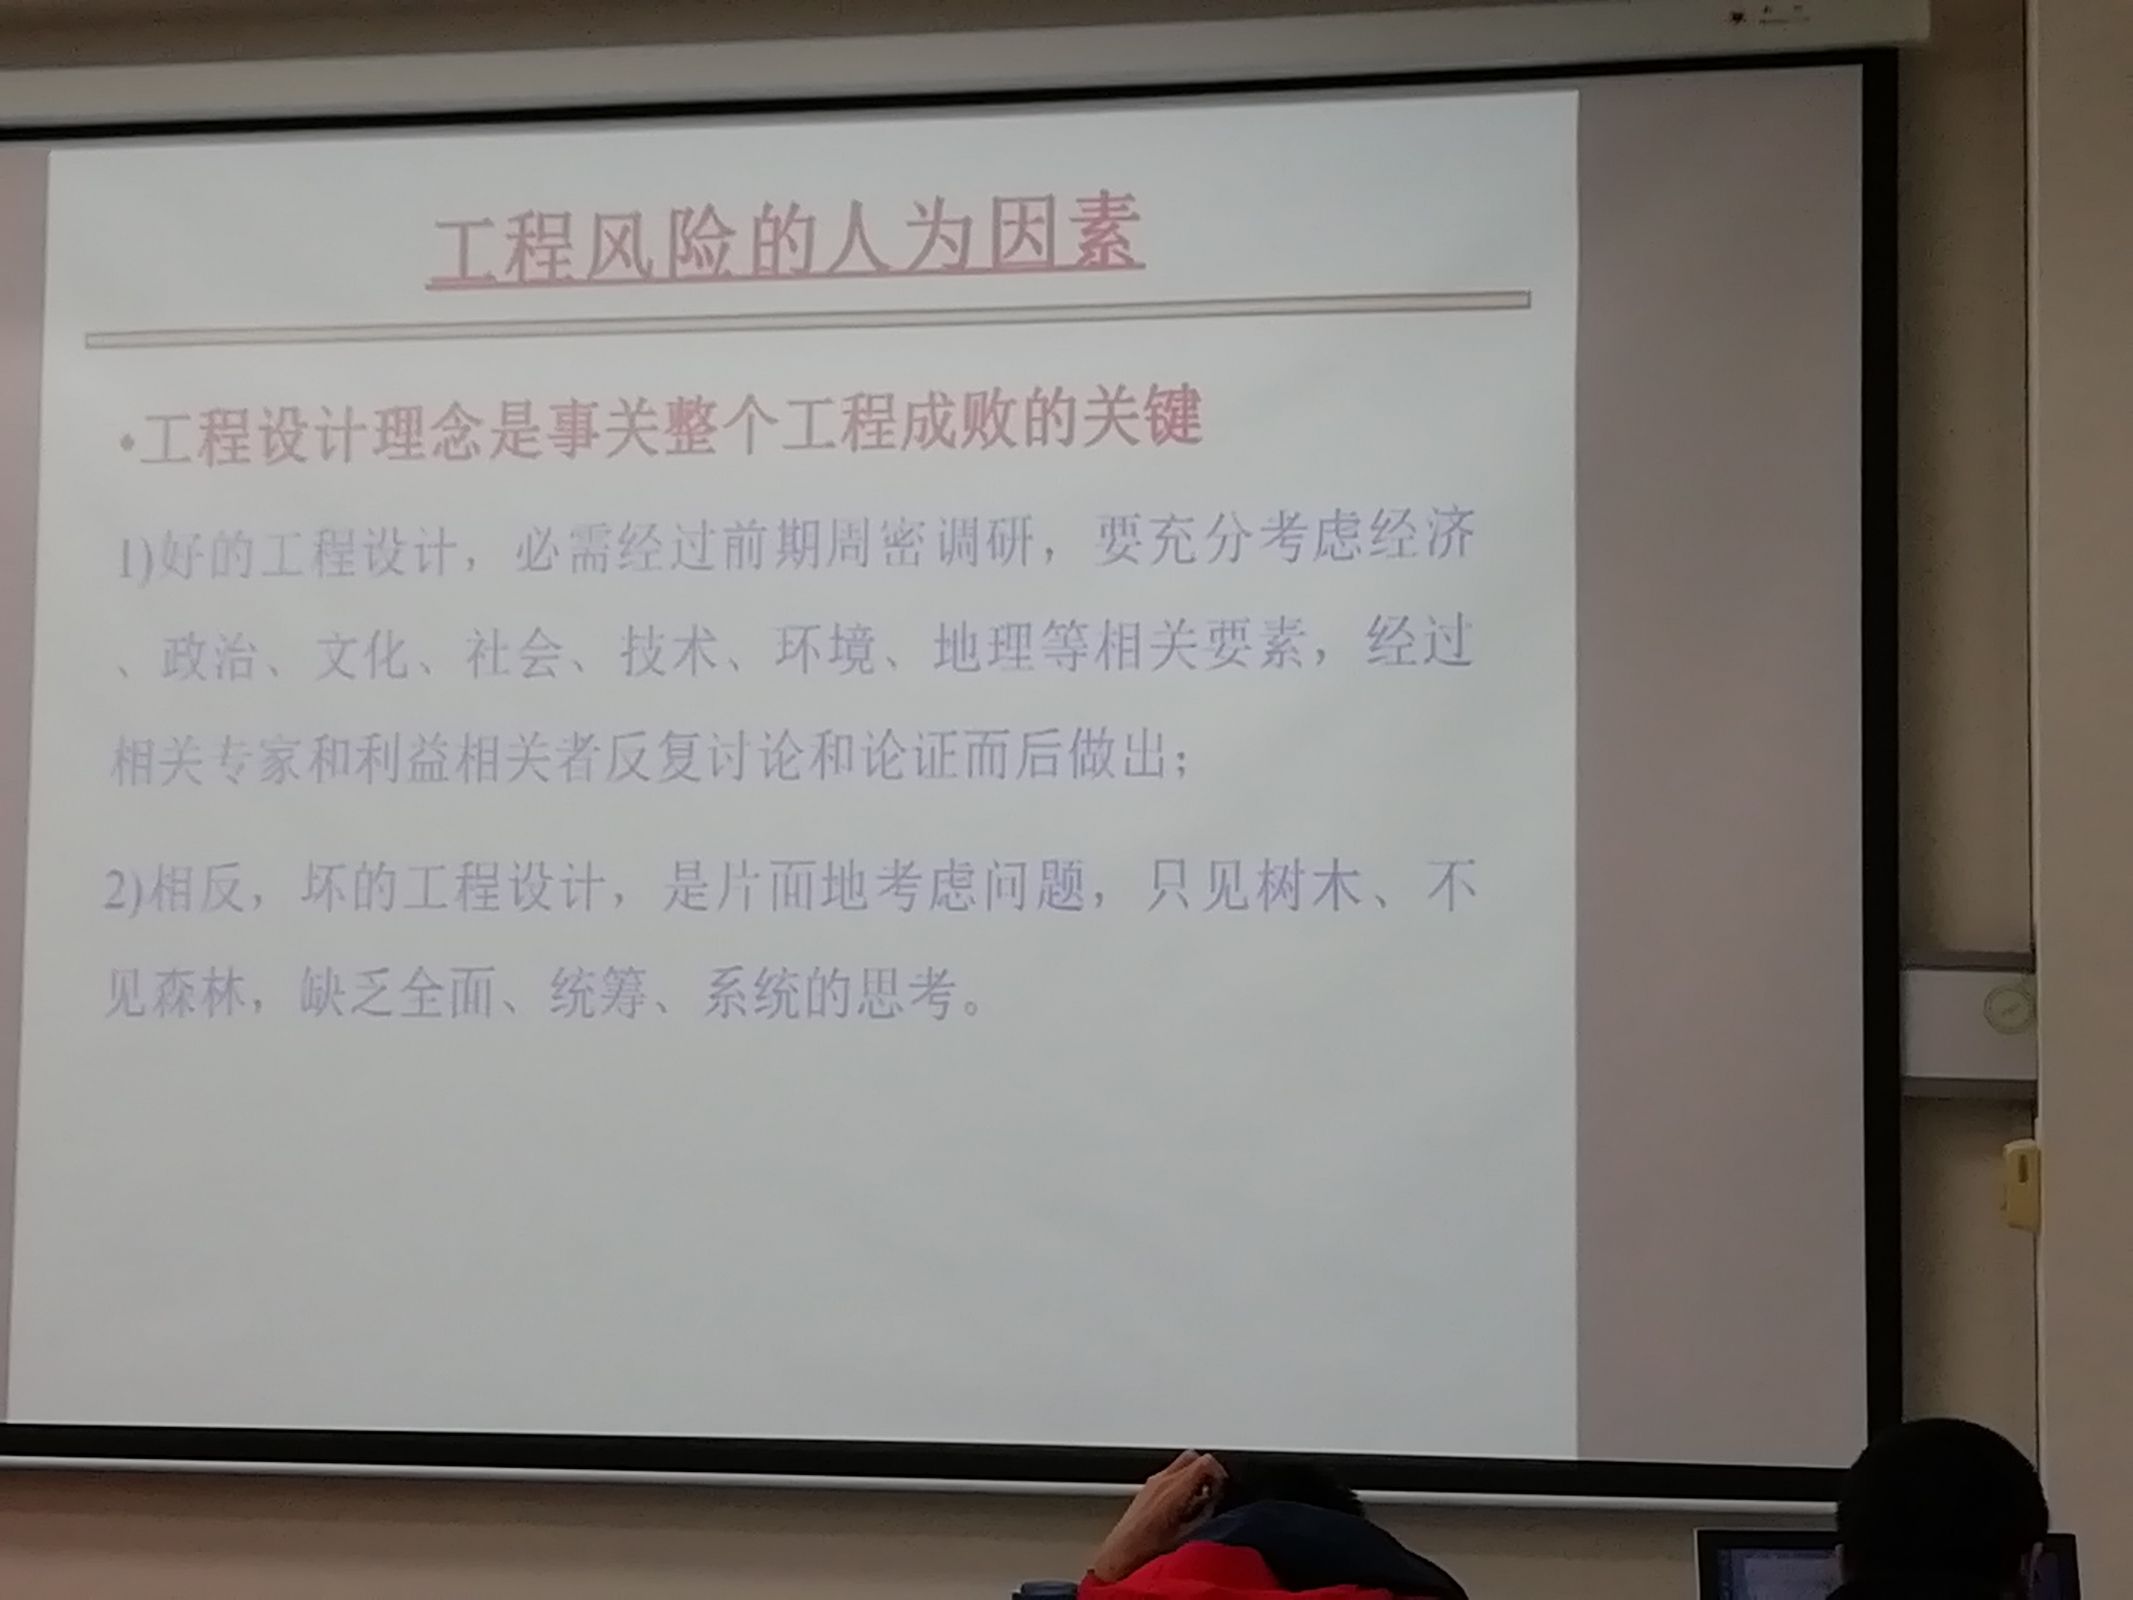 工程风险的人为因素
•工程设计理念是事关整个工程成败的关键
1)好的工程设计，必需经过前期周密调研，要充分考虑经济
、政治、文化、社会、技术、环境、地理等相关要素，经过
相关专家和利益相关者反复讨论和论证而后做出；
2)相反，坏的工程设计，是片面地考虑问题，只见树木、不
见森林，缺乏全面、统筹、系统的思考。